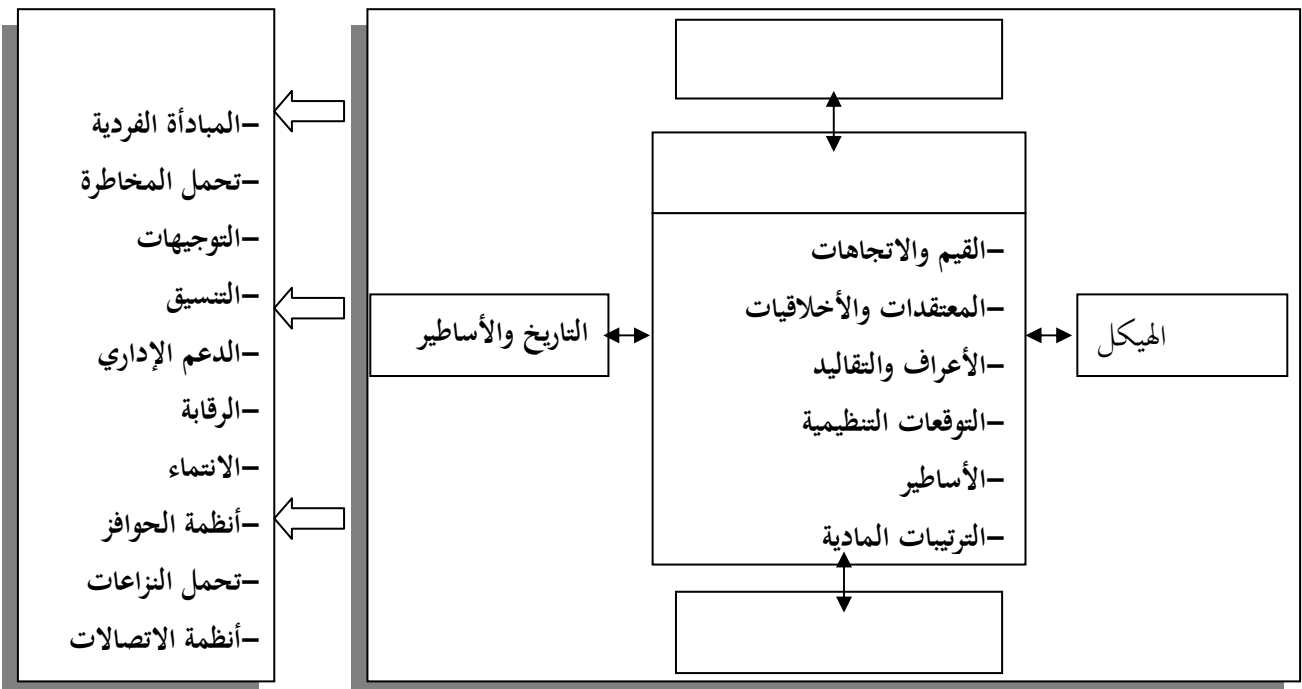 الهيكل
–القيم والاتجاهات
–المعتقدات والأخلاقيات
–الأعراف والتقاليد
–التوقعات التنظيمية
–الأساطير
–الترتيبات المادية
التاريخ والأساطير
–المبادأة الفردية
–تحمل المخاطرة
–التوجيهات
–التنسيق
–الدعم الإداري
–الرقابة
–الانتماء
–أنظمة الحوافز
–تحمل النزاعات
–أنظمة الاتصالات